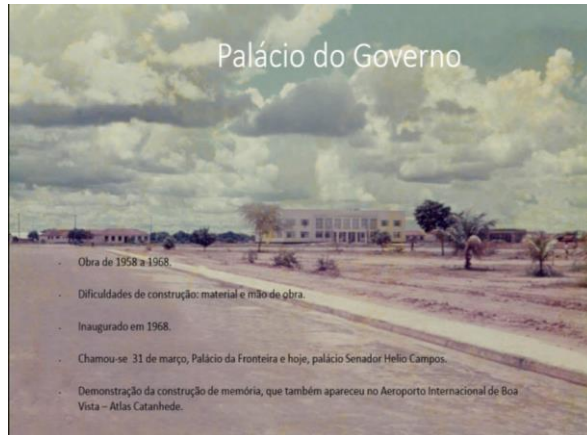 Palácio do Governo
- Obra de 1958 a 1968.
- Dificuldades de construção: material e mão de obra.
- Inaugurado em 1968.
- Chamou-se 31 de março, Palácio da Fronteira e hoje, palácio Senador Helio Campos.
- Demonstração da construção de memória, que também apareceu no Aeroporto Internacional de Boa
Vista – Atlas Catanhede.